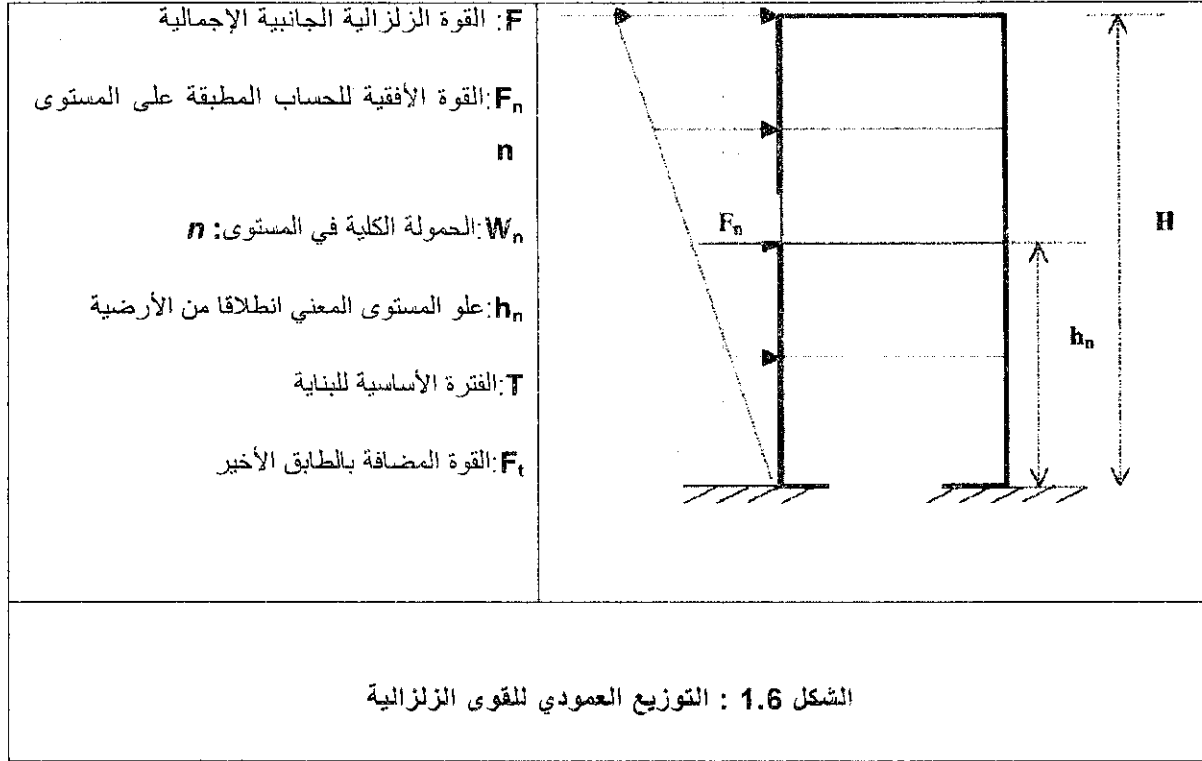 F: القوة الزلزالية الجانبية الإجمالية
Fn:القوة الأفقية للحساب المطبقة على المستوى
n
Wn:الحمولة الكلية في المستوى: n
hn:علو المستوى المعني انطلاقا من الأرضية
T:الفترة الأساسية للبناية
Ft:القوة المضافة بالطابق الأخير
Fn
H
hn
الشكل 1.6 : التوزيع العمودي للقوى الزلزالية